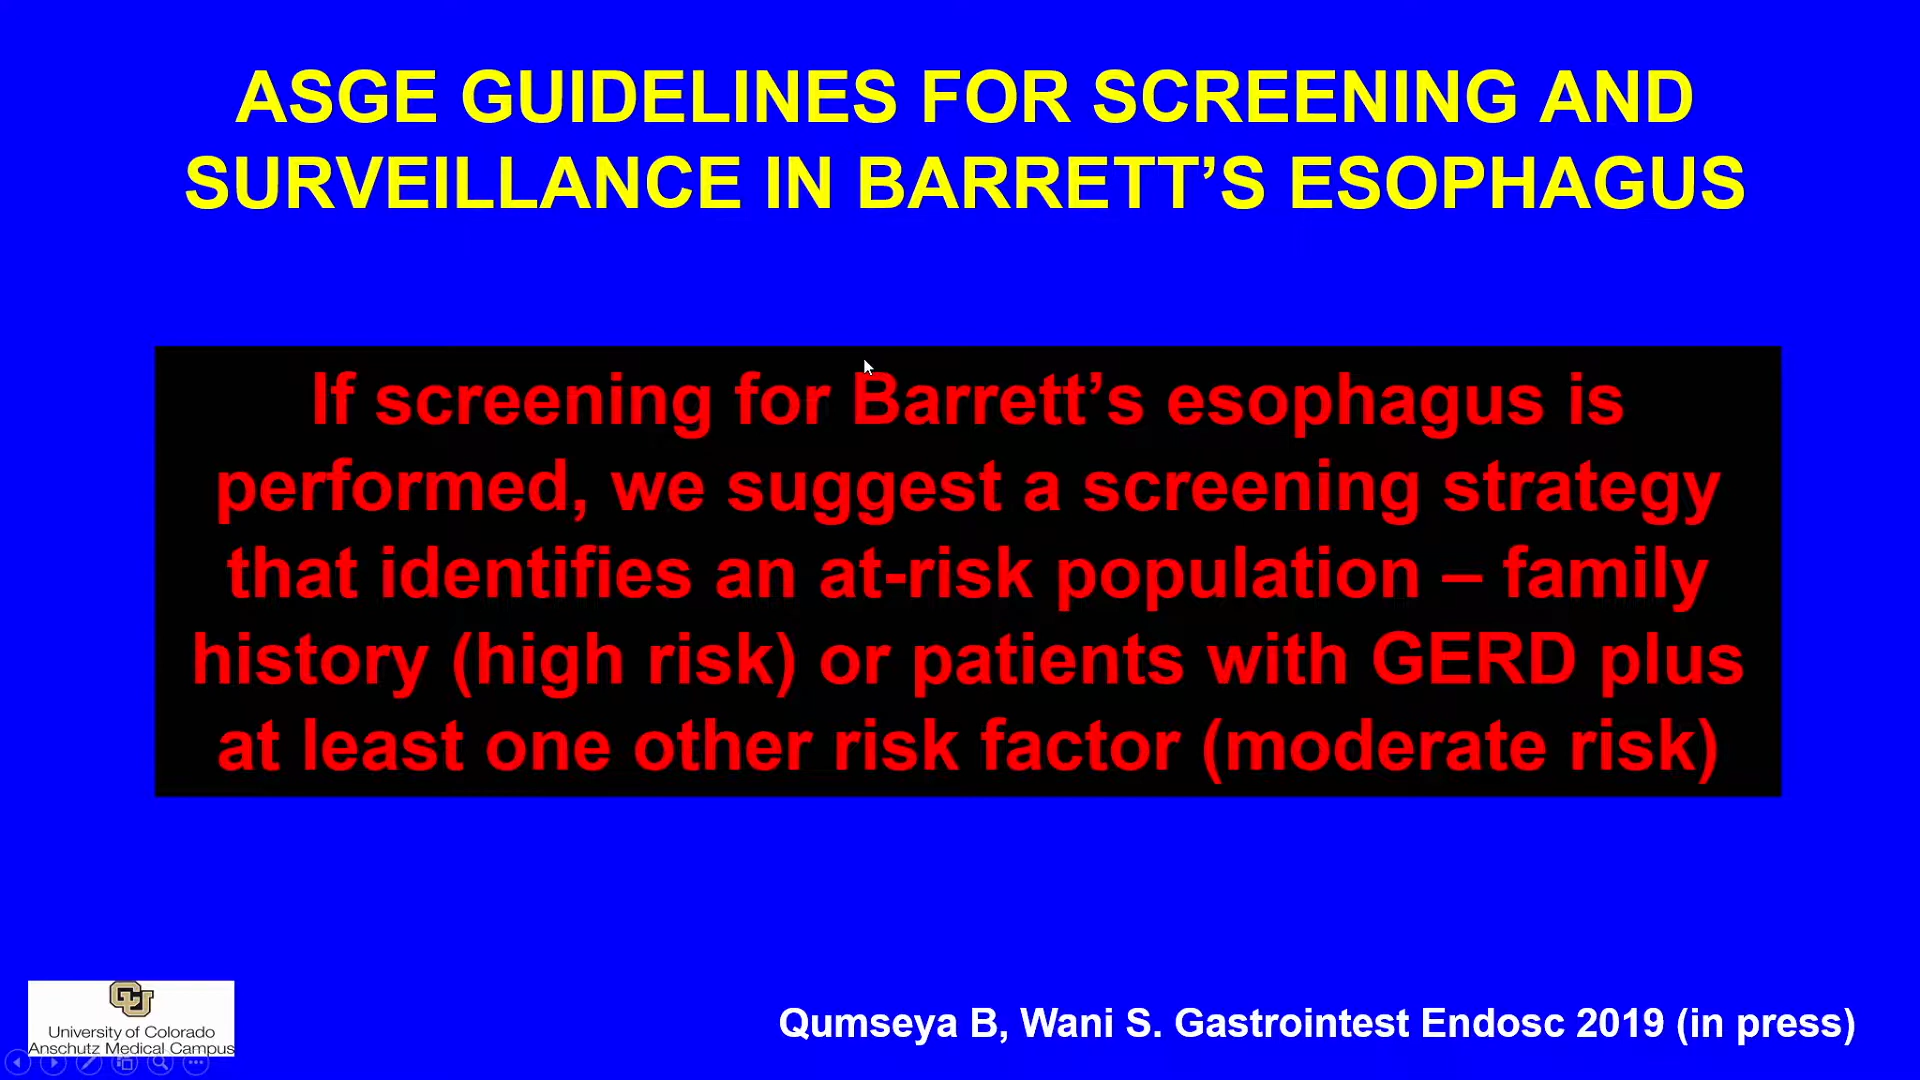 ASGE GUIDELINES FOR SCREENING AND
SURVEILLANCE IN BARRETT’S ESOPHAGUS
If screening for Barrett’s esophagus is
performed, we suggest a screening strategy
that identifies an at-risk population – family
history (high risk) or patients with GERD plus
at least one other risk factor (moderate risk)
CU
University of Colorado
Anschutz Medical Campus
Qumseya B, Wani S. Gastrointest Endosc 2019 (in press)